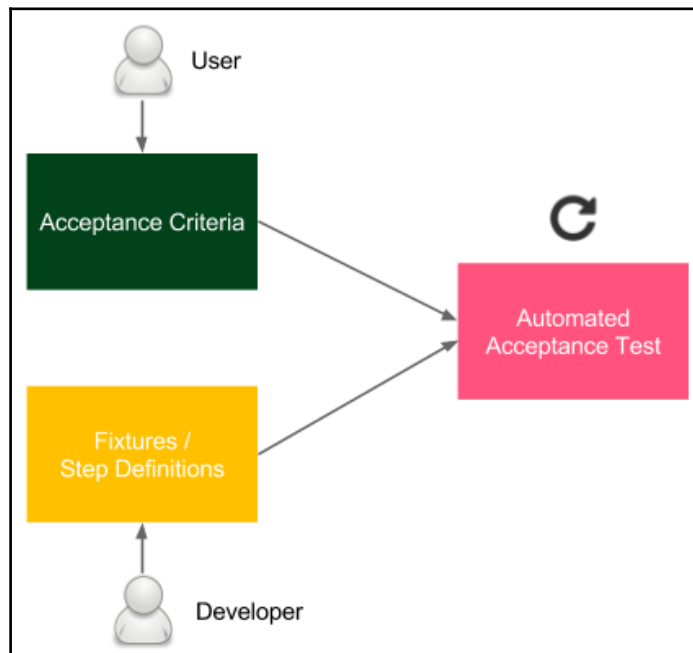 User
Acceptance Criteria
Automated
Acceptance Test
Fixtures /
Step Definitions
Developer